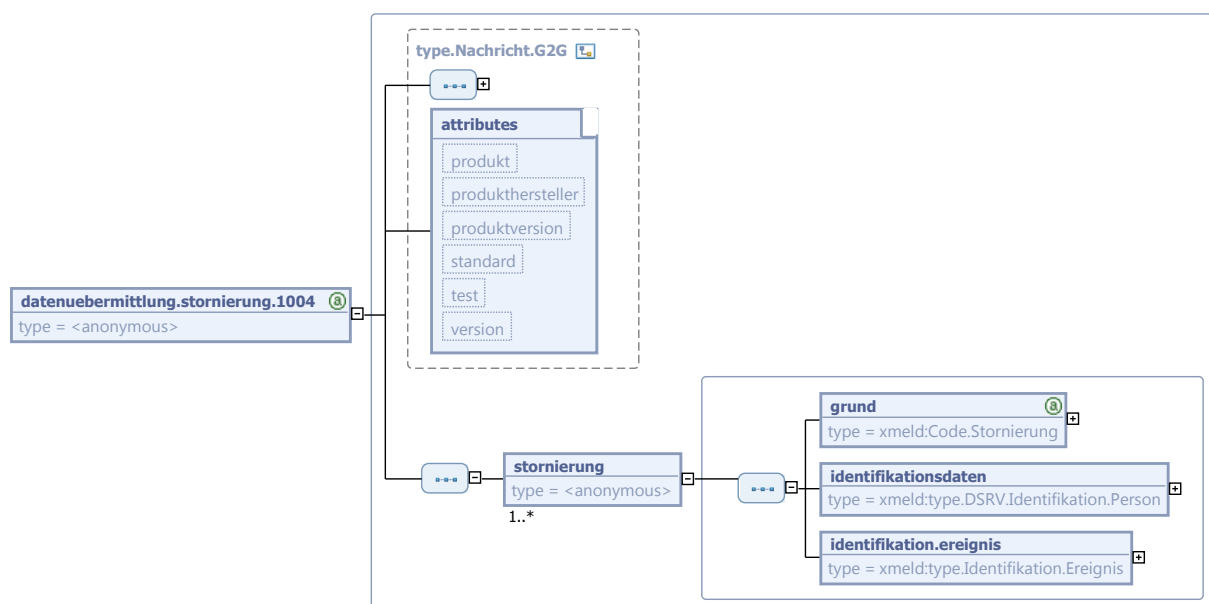 type.Nachricht.G2G
attributes
produkt
produkthersteller
produktversion
standard
test
version
datenuebermittlung.stornierung.1004 a
type = <anonymous>
grund a
type = xmeld:Code.Stornierung
stornierung
type = <anonymous>
1..*
identifikationsdaten
type = xmeld:type.DSRV.Identifikation.Person
identifikation.ereignis
type = xmeld:type.Identifikation.Ereignis